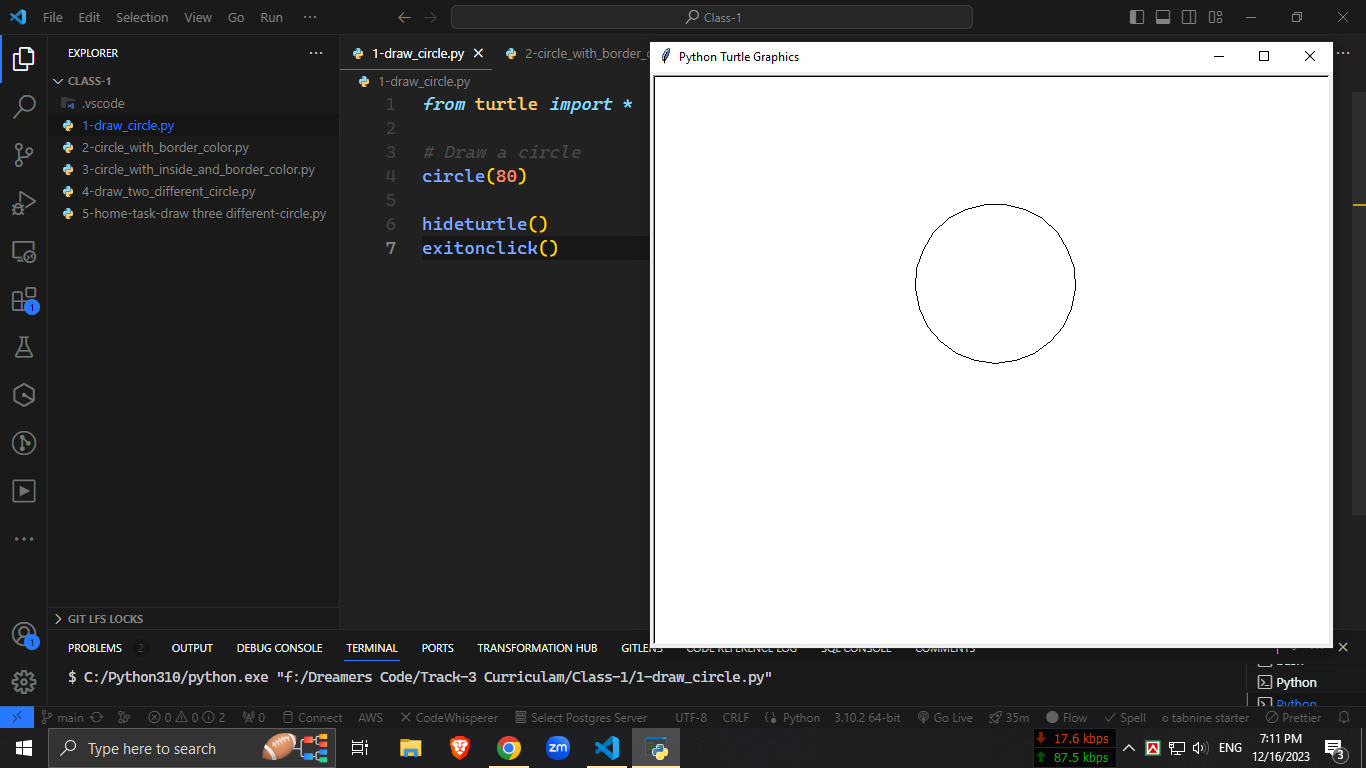 File Edit Selection View Go Run ··· Class-1
EXPLORER
CLASS-1
.vscode
1-draw_circle.py
2-circle_with_border_color.py
3-circle_with_inside_and_border_color.py
4-draw_two_different_circle.py
5-home-task-draw three different-circle.py
GIT LFS LOCKS
1-draw_circle.py 2-circle_with_border_c
1-draw_circle.py
1 from turtle import *
2
3 # Draw a circle
4 circle(80)
5
6 hideturtle()
7 exitonclick()
Python Turtle Graphics
1
1
PROBLEMS 2 OUTPUT DEBUG CONSOLE TERMINAL PORTS TRANSFORMATION HUB GITLENS CODE REFERENCE LOG SQL CONSOLE COMMENTS
$ C:/Python310/python.exe "f:/Dreamers Code/Track-3 Curriculam/Class-1/1-draw_circle.py"
Python
Python
main 0 0 2 0 Connect AWS CodeWhisperer Select Postgres Server UTF-8 CRLF Python 3.10.2 64-bit Go Live 35m Flow Spell tabnine starter Prettier
Type here to search
zm
17.6 kbps
87.5 kbps
ENG
7:11 PM
12/16/2023
3